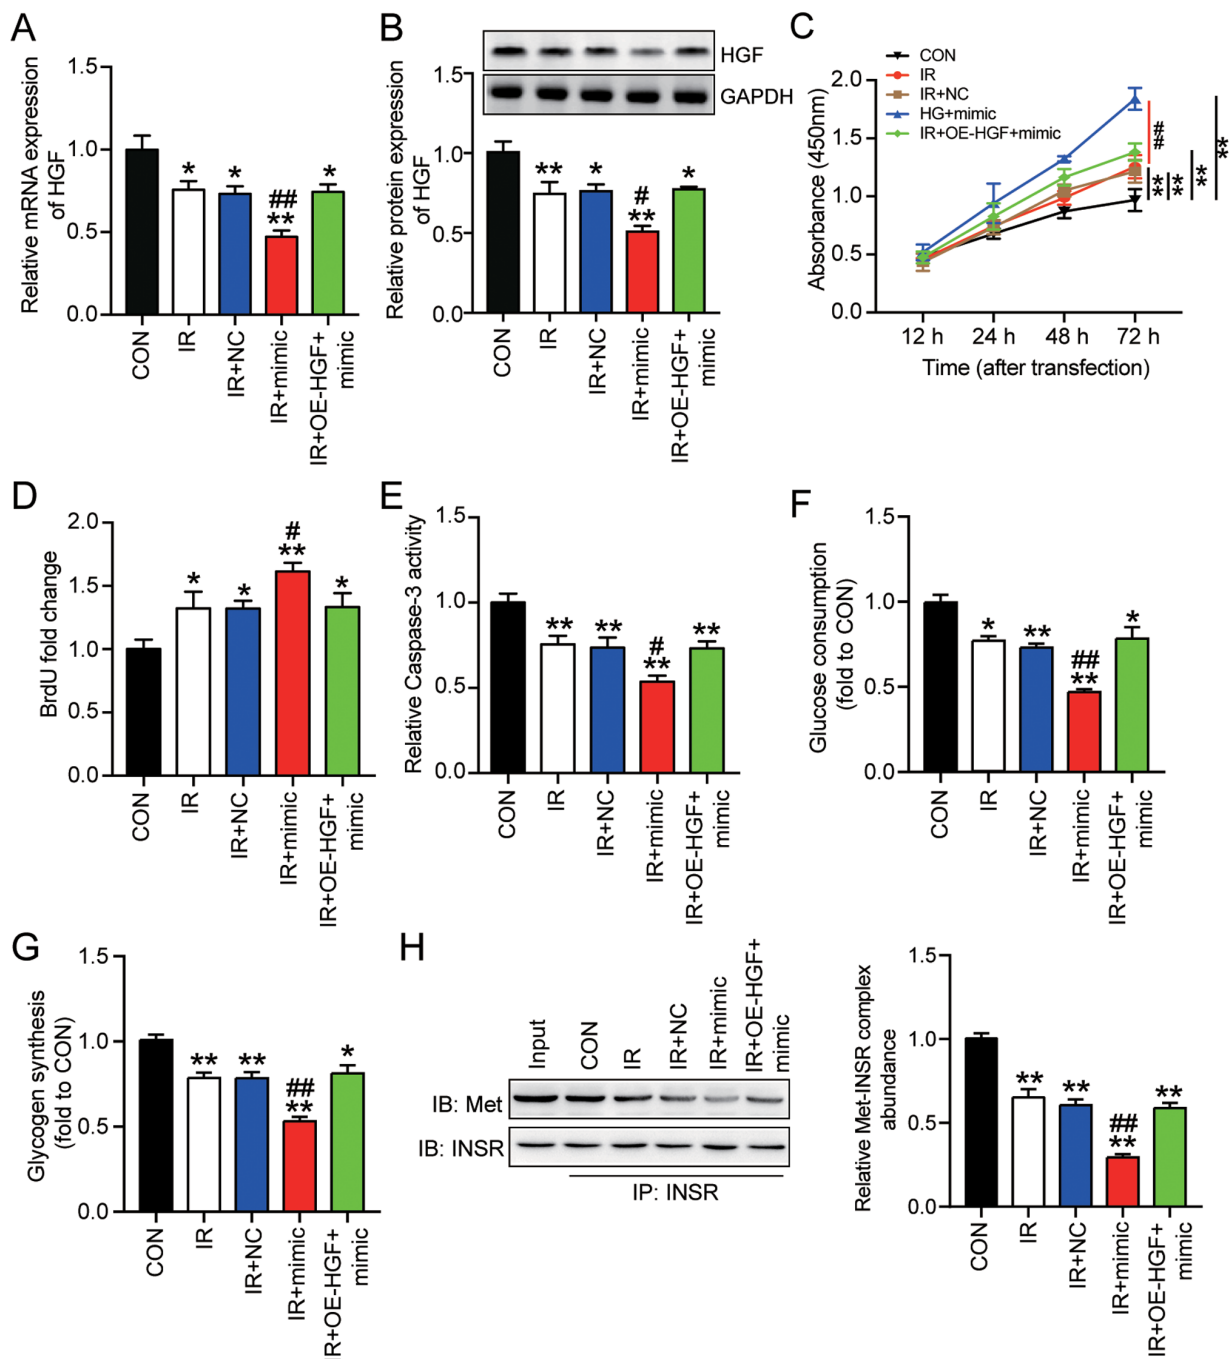 A
Relative mRNA expression
of HGF
1.5
1.0
0.5
0.0
*
*
##
**
*
CON
IR
IR+NC
IR+mimic
IR+OE-HGF+
mimic
B
HGF
GAPDH
Relative protein expression
of HGF
1.5
1.0
0.5
0.0
**
*
#
**
*
CON
IR
IR+NC
IR+mimic
IR+OE-HGF+
mimic
C
CON
IR
IR+NC
HG+mimic
IR+OE-HGF+mimic
Absorbance (450nm)
2.0
1.5
1.0
0.5
0.0
##
**
**
**
**
12 h
24 h
48 h
72 h
Time (after transfection)
D
BrdU fold change
2.0
1.5
1.0
0.5
0.0
*
*
#
**
*
CON
IR
IR+NC
IR+mimic
IR+OE-HGF+
mimic
E
Relative Caspase-3 activity
1.5
1.0
0.5
0.0
**
**
#
**
**
CON
IR
IR+NC
IR+mimic
IR+OE-HGF+
mimic
F
Glucose consumption
(fold to CON)
1.5
1.0
0.5
0.0
*
**
##
**
*
CON
IR
IR+NC
IR+mimic
IR+OE-HGF+
mimic
G
Glycogen synthesis
(fold to CON)
1.5
1.0
0.5
0.0
**
**
##
**
*
CON
IR
IR+NC
IR+mimic
IR+OE-HGF+
mimic
H
Input
CON
IR
IR+NC
IR+mimic
IR+OE-HGF+
mimic
IB: Met
IB: INSR
IP: INSR
Relative Met-INSR complex
abundance
1.5
1.0
0.5
0.0
**
**
##
**
**
CON
IR
IR+NC
IR+mimic
IR+OE-HGF+
mimic